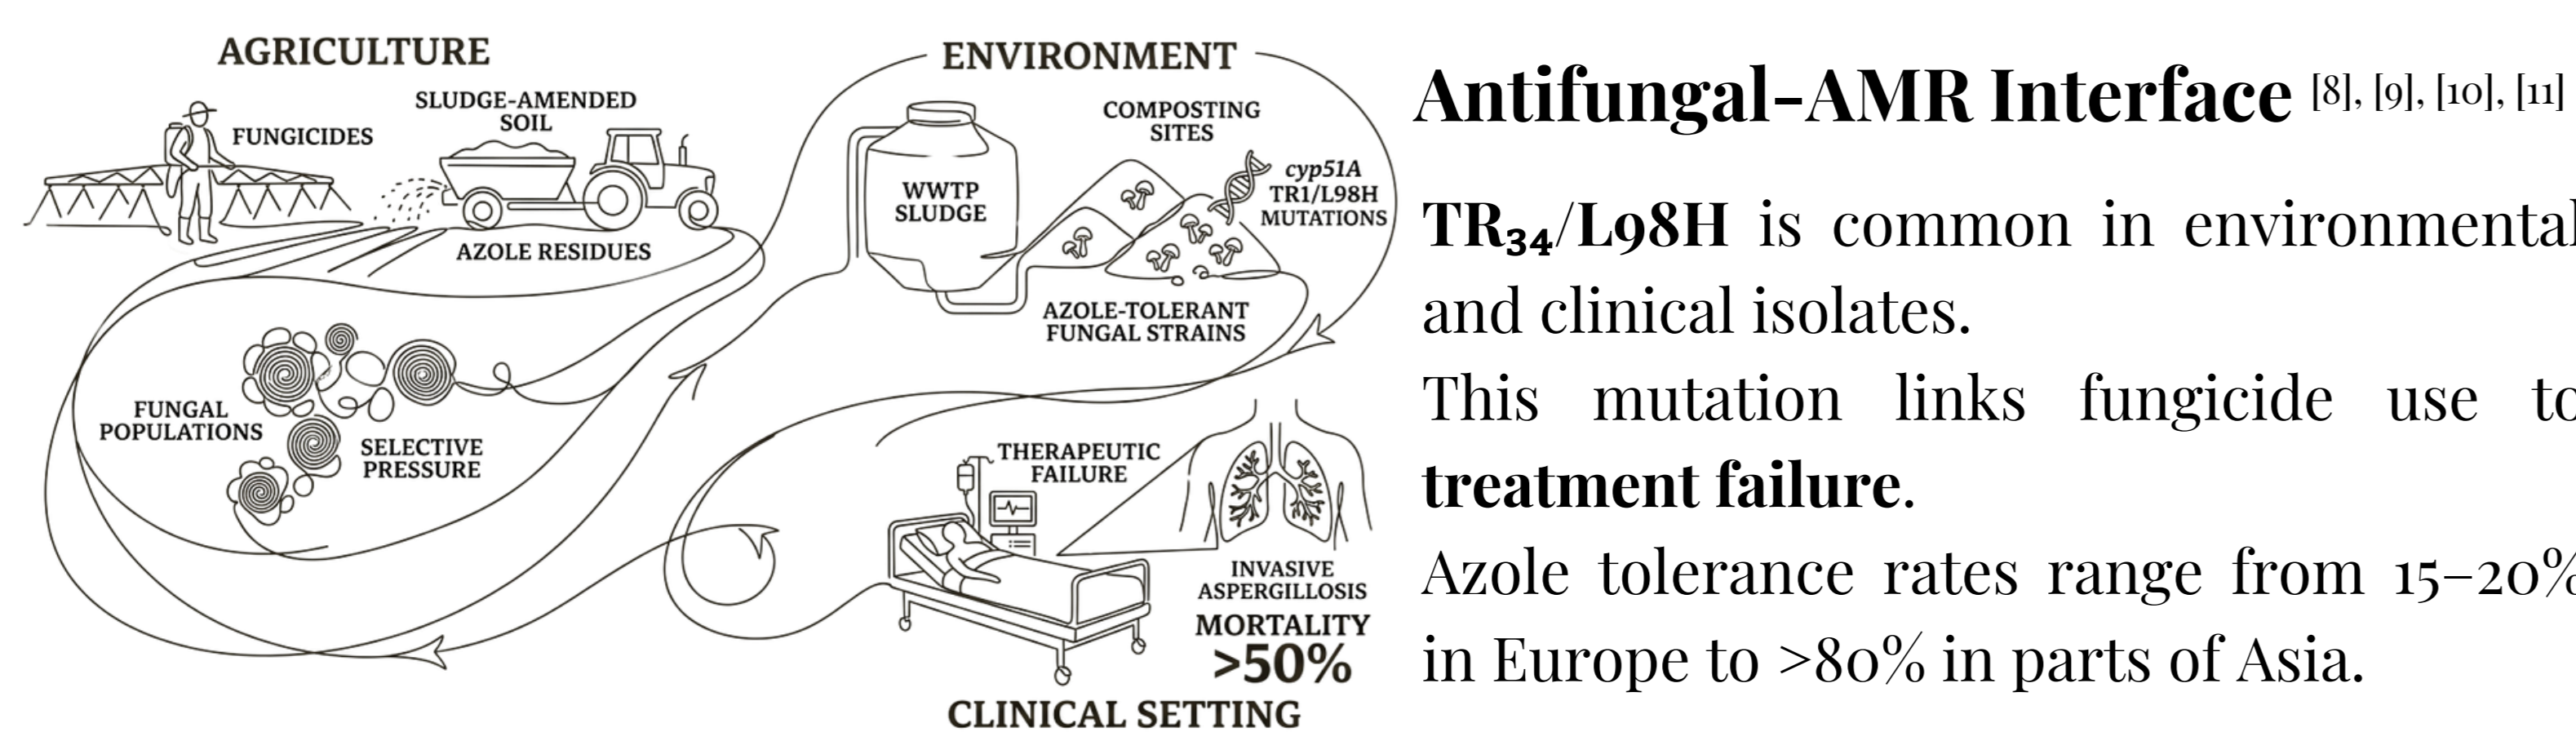 AGRICULTURE
FUNGICIDES
SLUDGE-AMENDED
SOIL
AZOLE RESIDUES
FUNGAL
POPULATIONS
SELECTIVE
PRESSURE
ENVIRONMENT
WWTP
SLUDGE
COMPOSTING
SITES
cyp51A
TR1/L98H
MUTATIONS
AZOLE-TOLERANT
FUNGAL STRAINS
THERAPEUTIC
FAILURE
INVASIVE
ASPERGILLOSIS
MORTALITY
>50%
CLINICAL SETTING
Antifungal-AMR Interface [8], [9], [10], [11]
TR₃₄/L98H is common in environmental
and clinical isolates.
This mutation links fungicide use to
treatment failure.
Azole tolerance rates range from 15–20%
in Europe to >80% in parts of Asia.